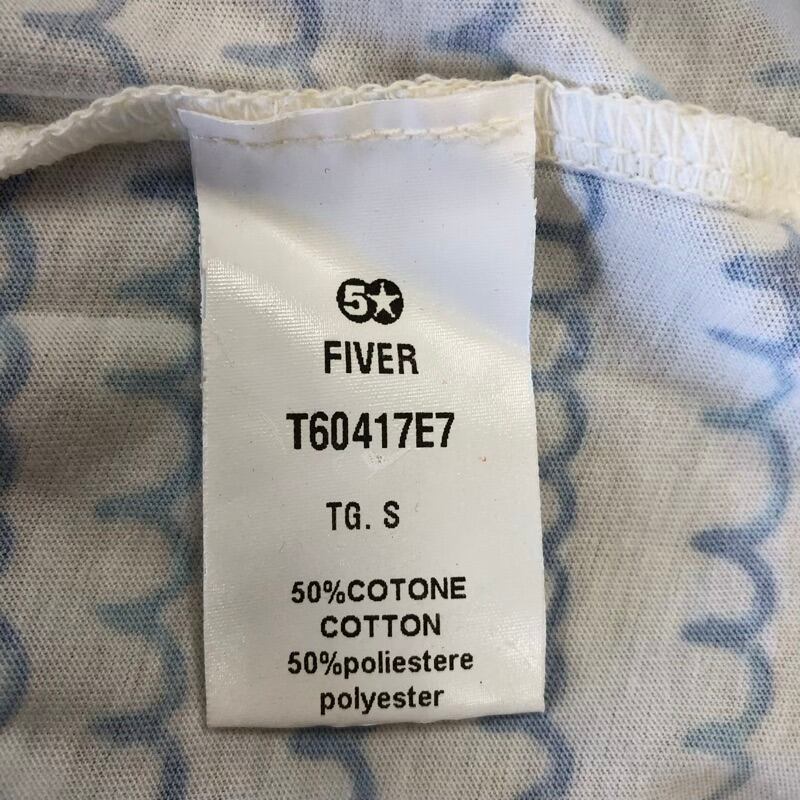 5★
FIVER
T60417E7
TG. S
50%COTONE
COTTON
50%poliestere
polyester